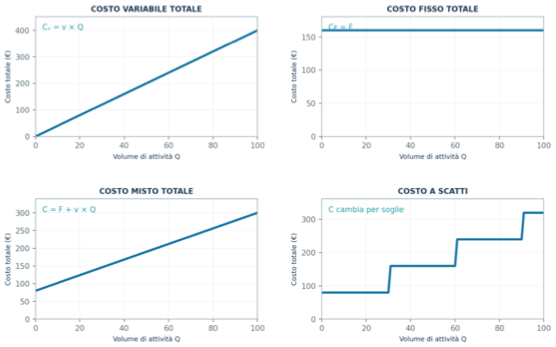 COSTO VARIABILE TOTALE
Cᵥ = v × Q
Costo totale (€)
400
300
200
100
0
0 20 40 60 80 100
Volume di attività Q
COSTO FISSO TOTALE
C_F = F
Costo totale (€)
150
100
50
0
0 20 40 60 80 100
Volume di attività Q
COSTO MISTO TOTALE
C = F + v × Q
Costo totale (€)
300
250
200
150
100
50
0
0 20 40 60 80 100
Volume di attività Q
COSTO A SCATTI
C cambia per soglie
Costo totale (€)
300
200
100
0
0 20 40 60 80 100
Volume di attività Q